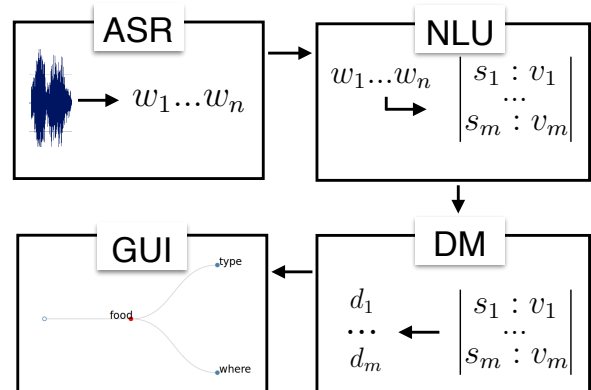 ASR
w₁...wₙ
NLU
w₁...wₙ
s₁ : v₁
...
sₘ : vₘ
GUI
type
food
where
DM
d₁
...
dₘ
s₁ : v₁
...
sₘ : vₘ